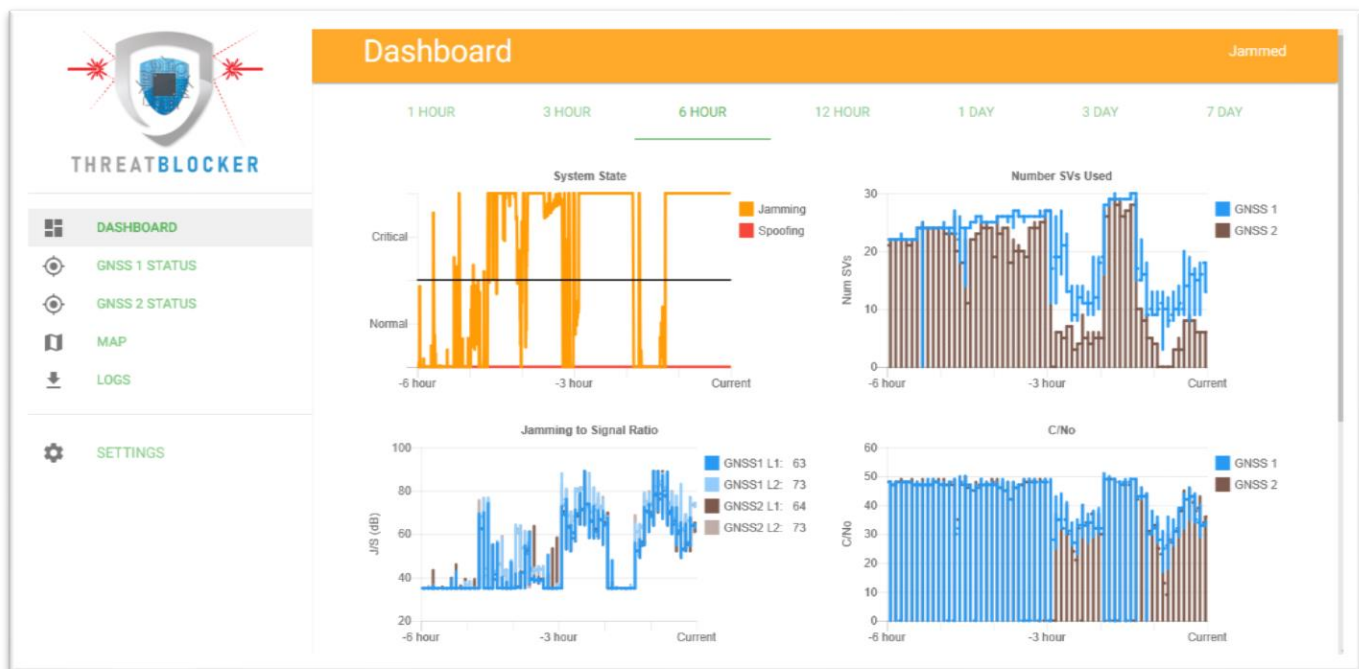 THREATBLOCKER
DASHBOARD
GNSS 1 STATUS
GNSS 2 STATUS
MAP
LOGS
SETTINGS
Dashboard
Jammed
1 HOUR 3 HOUR 6 HOUR 12 HOUR 1 DAY 3 DAY 7 DAY
System State
Critical
Normal
-6 hour -3 hour Current
Jamming
Spoofing
Number SVs Used
Num SVs
30
20
10
0
-6 hour -3 hour Current
GNSS 1
GNSS 2
Jamming to Signal Ratio
J/S (dB)
100
80
60
40
20
-6 hour -3 hour Current
GNSS1 L1: 63
GNSS1 L2: 73
GNSS2 L1: 64
GNSS2 L2: 73
C/No
C/No
60
50
40
30
20
10
0
-6 hour -3 hour Current
GNSS 1
GNSS 2